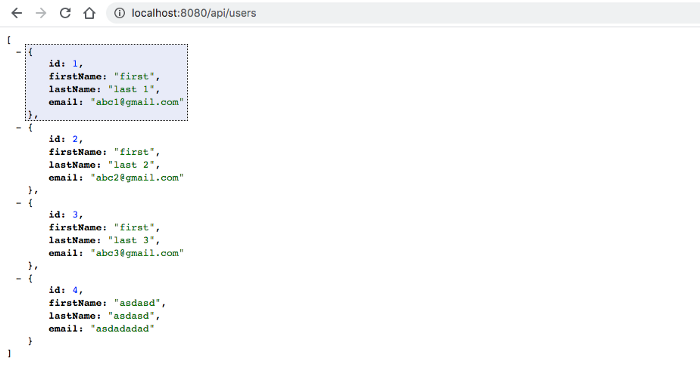 localhost:8080/api/users
[
- {
id: 1,
firstName: "first",
lastName: "last 1",
email: "abc1@gmail.com"
},
- {
id: 2,
firstName: "first",
lastName: "last 2",
email: "abc2@gmail.com"
},
- {
id: 3,
firstName: "first",
lastName: "last 3",
email: "abc3@gmail.com"
},
- {
id: 4,
firstName: "asdasd",
lastName: "asdasd",
email: "asdadadad"
}
]